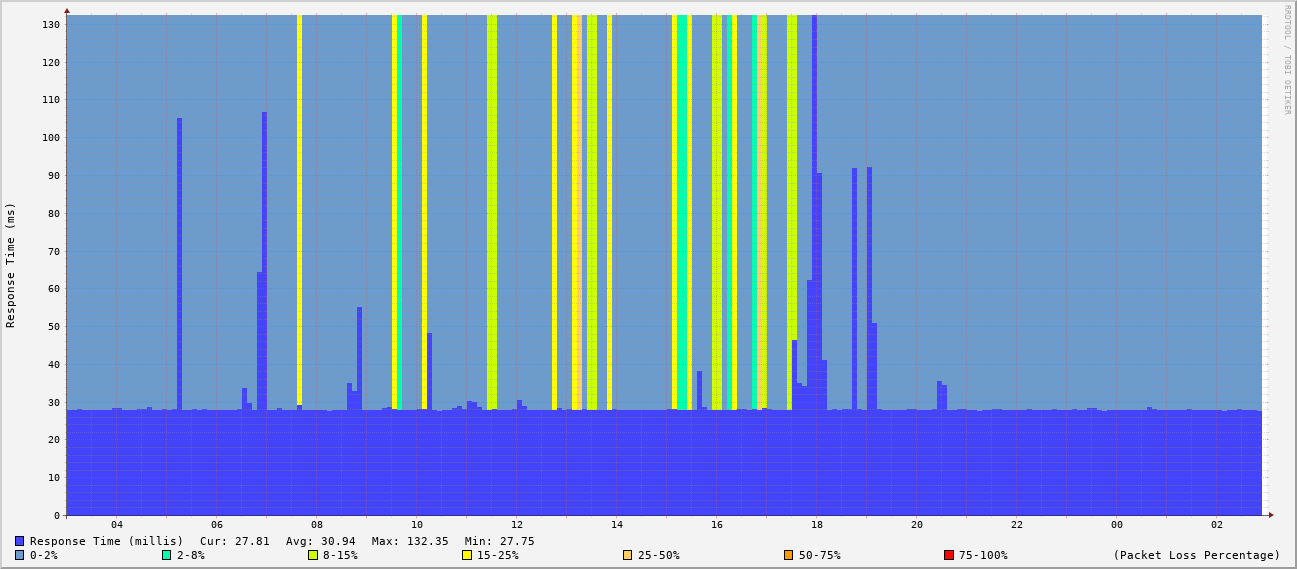 RRDTOOL / TOBI OETIKER
Response Time (ms)
130
120
110
100
90
80
70
60
50
40
30
20
10
0
04 06 08 10 12 14 16 18 20 22 00 02
Response Time (millis) Cur: 27.81 Avg: 30.94 Max: 132.35 Min: 27.75
0-2% 2-8% 8-15% 15-25% 25-50% 50-75% 75-100% (Packet Loss Percentage)